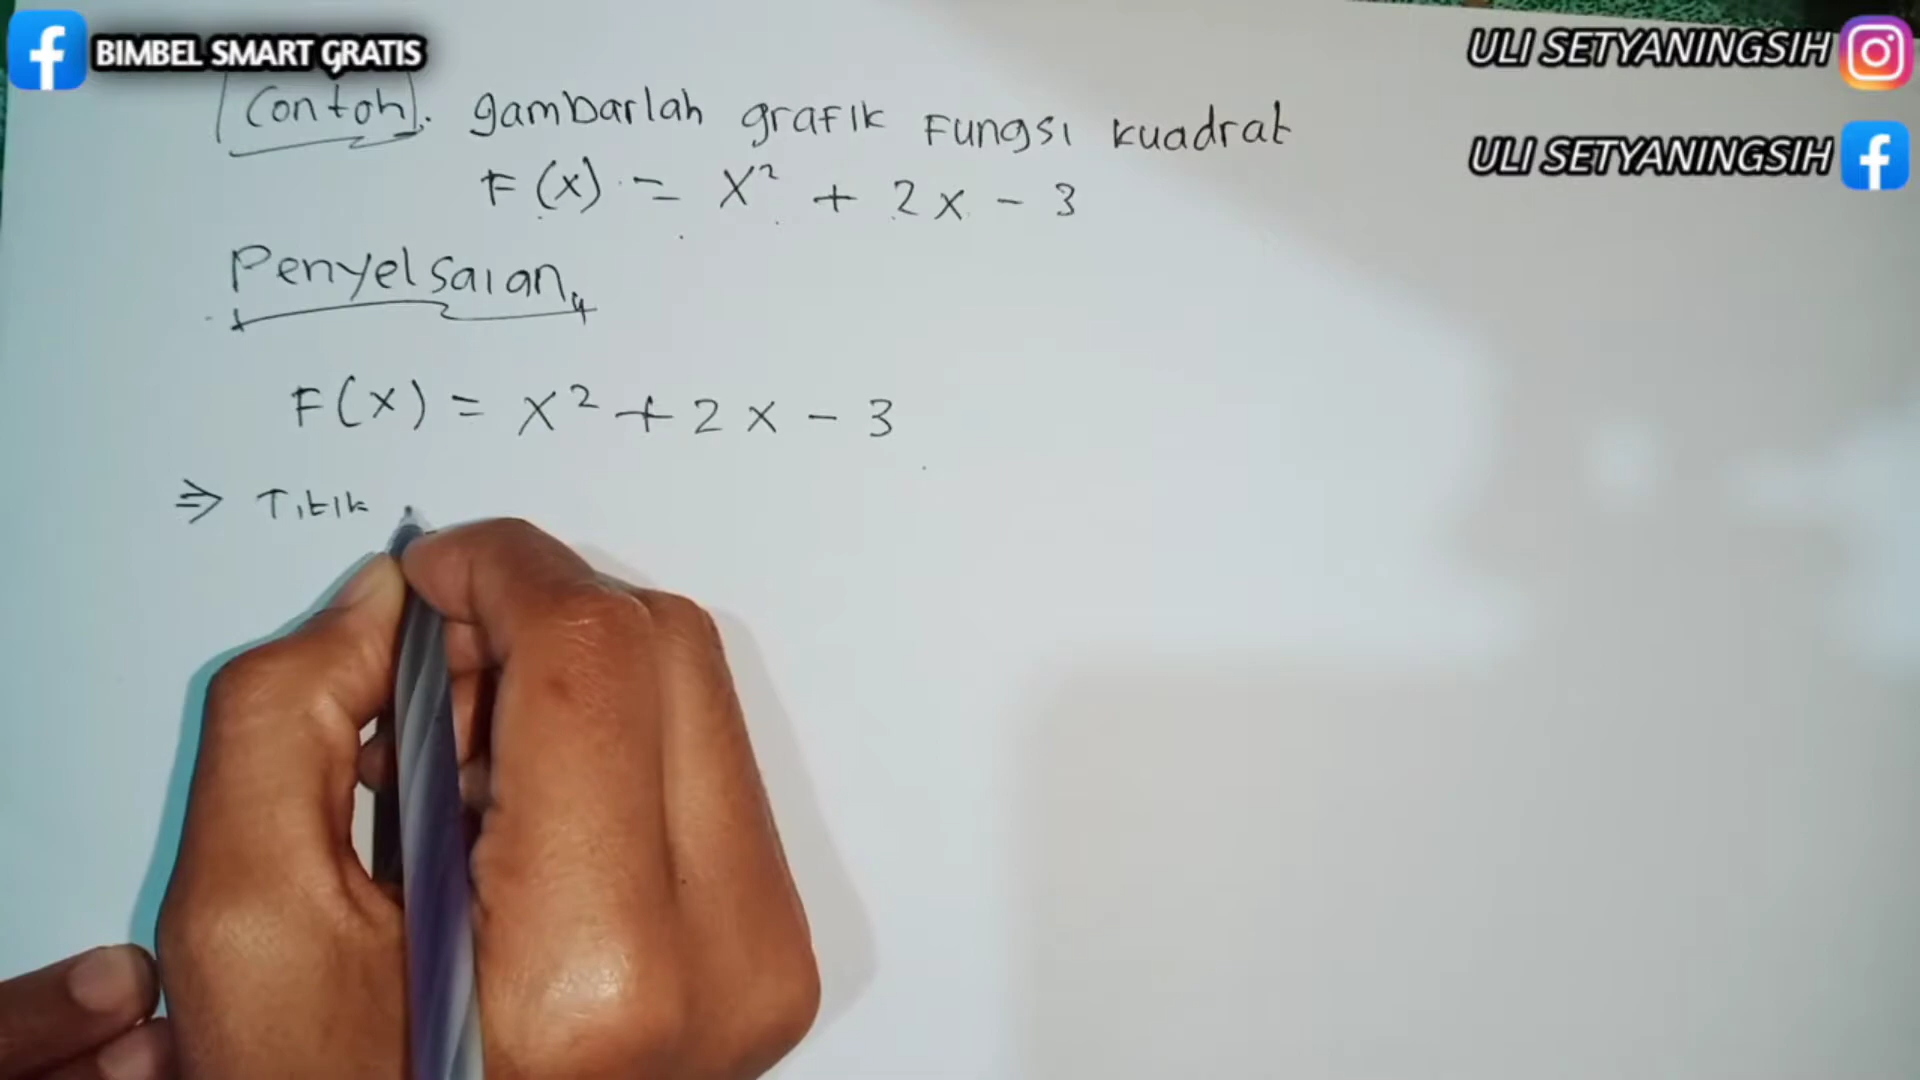 BIMBEL SMART GRATIS
ULI SETYANINGSIH
ULI SETYANINGSIH
Contoh. gambarlah grafik Fungsi kuadrat
F(x) = x² + 2x - 3
Penyelsaian
F(x) = x² + 2x - 3
⇒ Titik